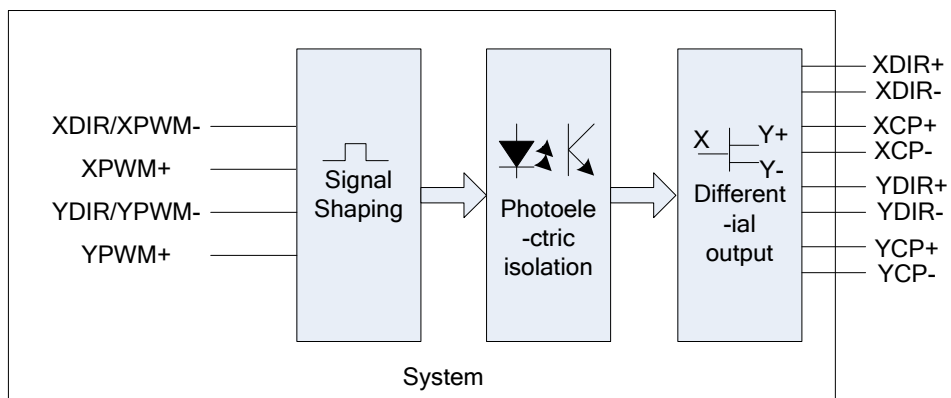 XDIR/XPWM-
XPWM+
YDIR/YPWM-
YPWM+
Signal
Shaping
Photoele
-ctric
isolation
X
Y+
Y-
Different
-ial
output
XDIR+
XDIR-
XCP+
XCP-
YDIR+
YDIR-
YCP+
YCP-
System